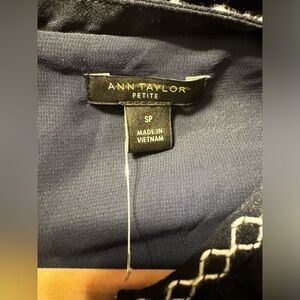 ANN TAYLOR
PETITE
SP
MADE IN
VIETNAM